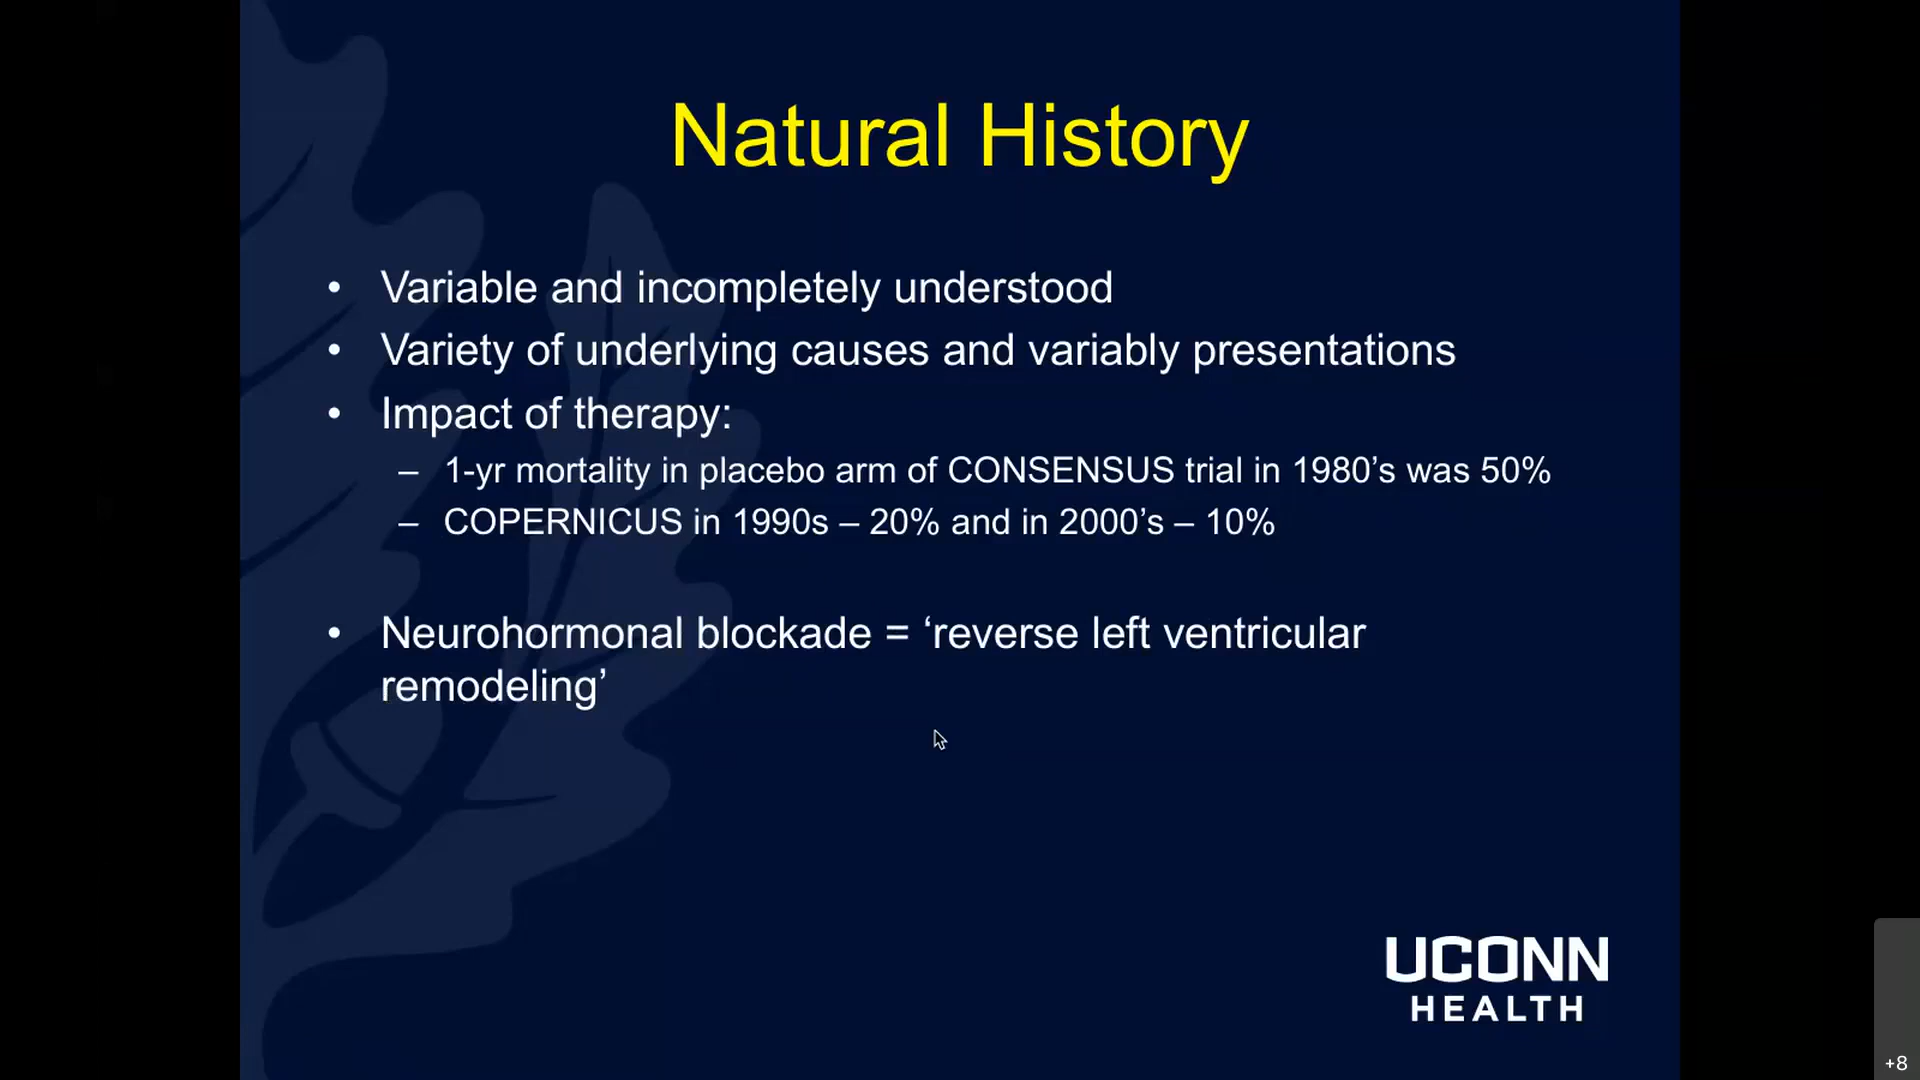 Natural History
• Variable and incompletely understood
• Variety of underlying causes and variably presentations
• Impact of therapy:
– 1-yr mortality in placebo arm of CONSENSUS trial in 1980’s was 50%
– COPERNICUS in 1990s – 20% and in 2000’s – 10%
• Neurohormonal blockade = ‘reverse left ventricular
remodeling’
UCONN
HEALTH
+8